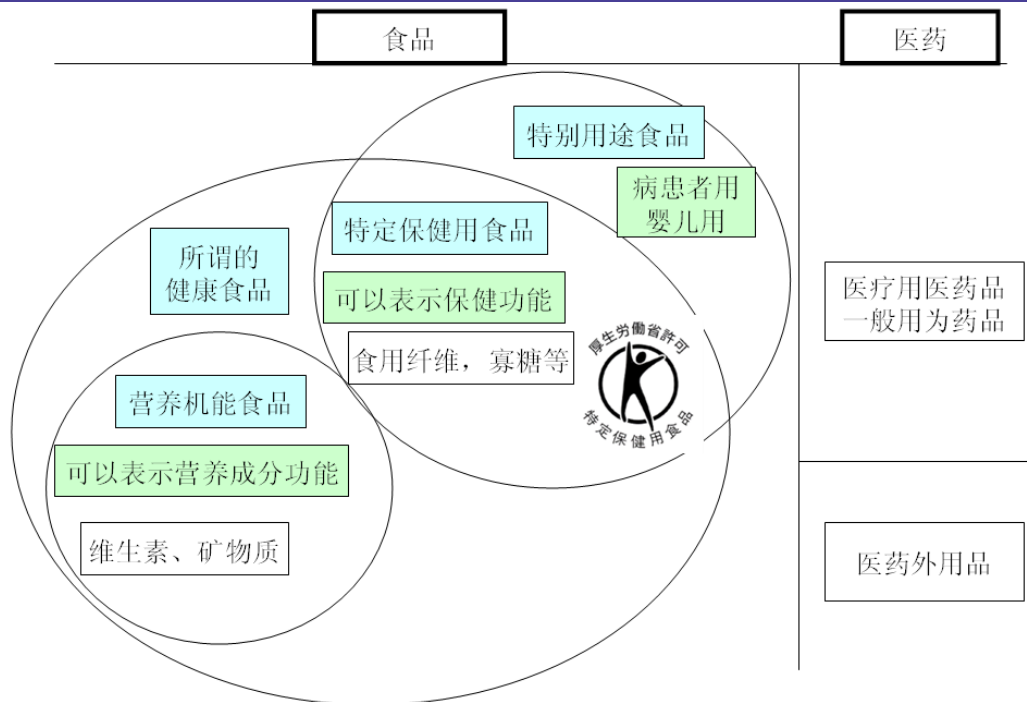 食品
医药
特别用途食品
病患者用
婴儿用
特定保健用食品
所谓的
健康食品
可以表示保健功能
医疗用医药品
一般用为药品
食用纤维，寡糖等
厚生労働省許可
特定保健用食品
营养机能食品
可以表示营养成分功能
维生素、矿物质
医药外用品